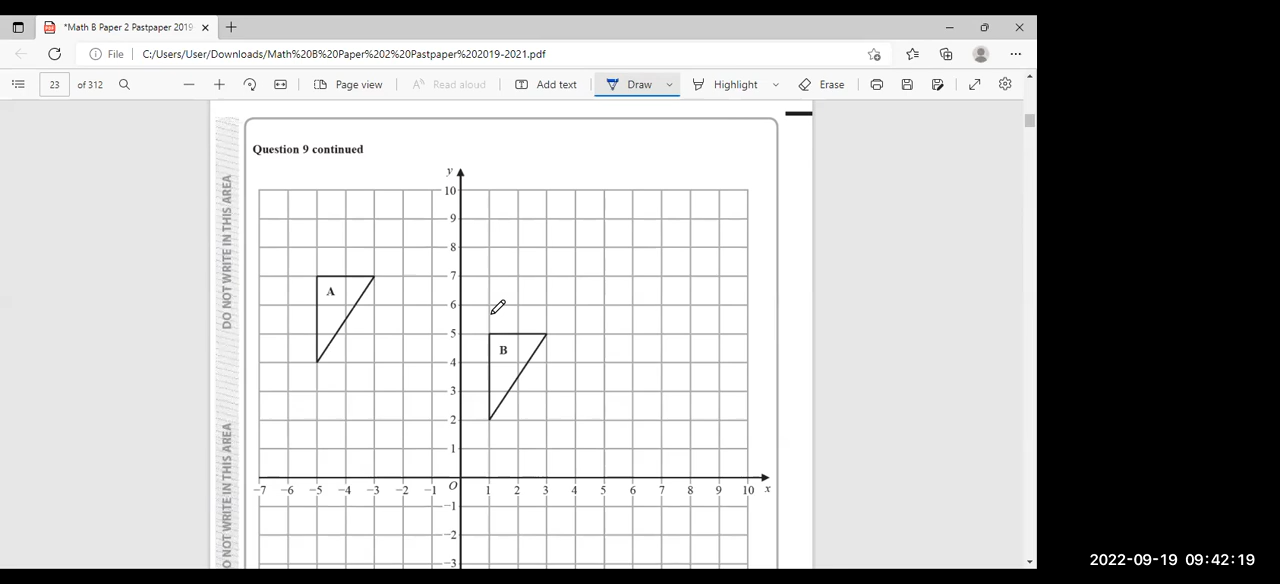 *Math B Paper 2 Pastpaper 2019
File C:/Users/User/Downloads/Math%20B%20Paper%202%20Pastpaper%202019-2021.pdf
23 of 312 Page view Read aloud Add text Draw Highlight Erase
DO NOT WRITE IN THIS AREA
DO NOT WRITE IN THIS AREA
Question 9 continued
y
10
9
8
7
A
6
5
B
4
3
2
1
O
-7 -6 -5 -4 -3 -2 -1 1 2 3 4 5 6 7 8 9 10 x
-1
-2
-3
2022-09-19 09:42:19